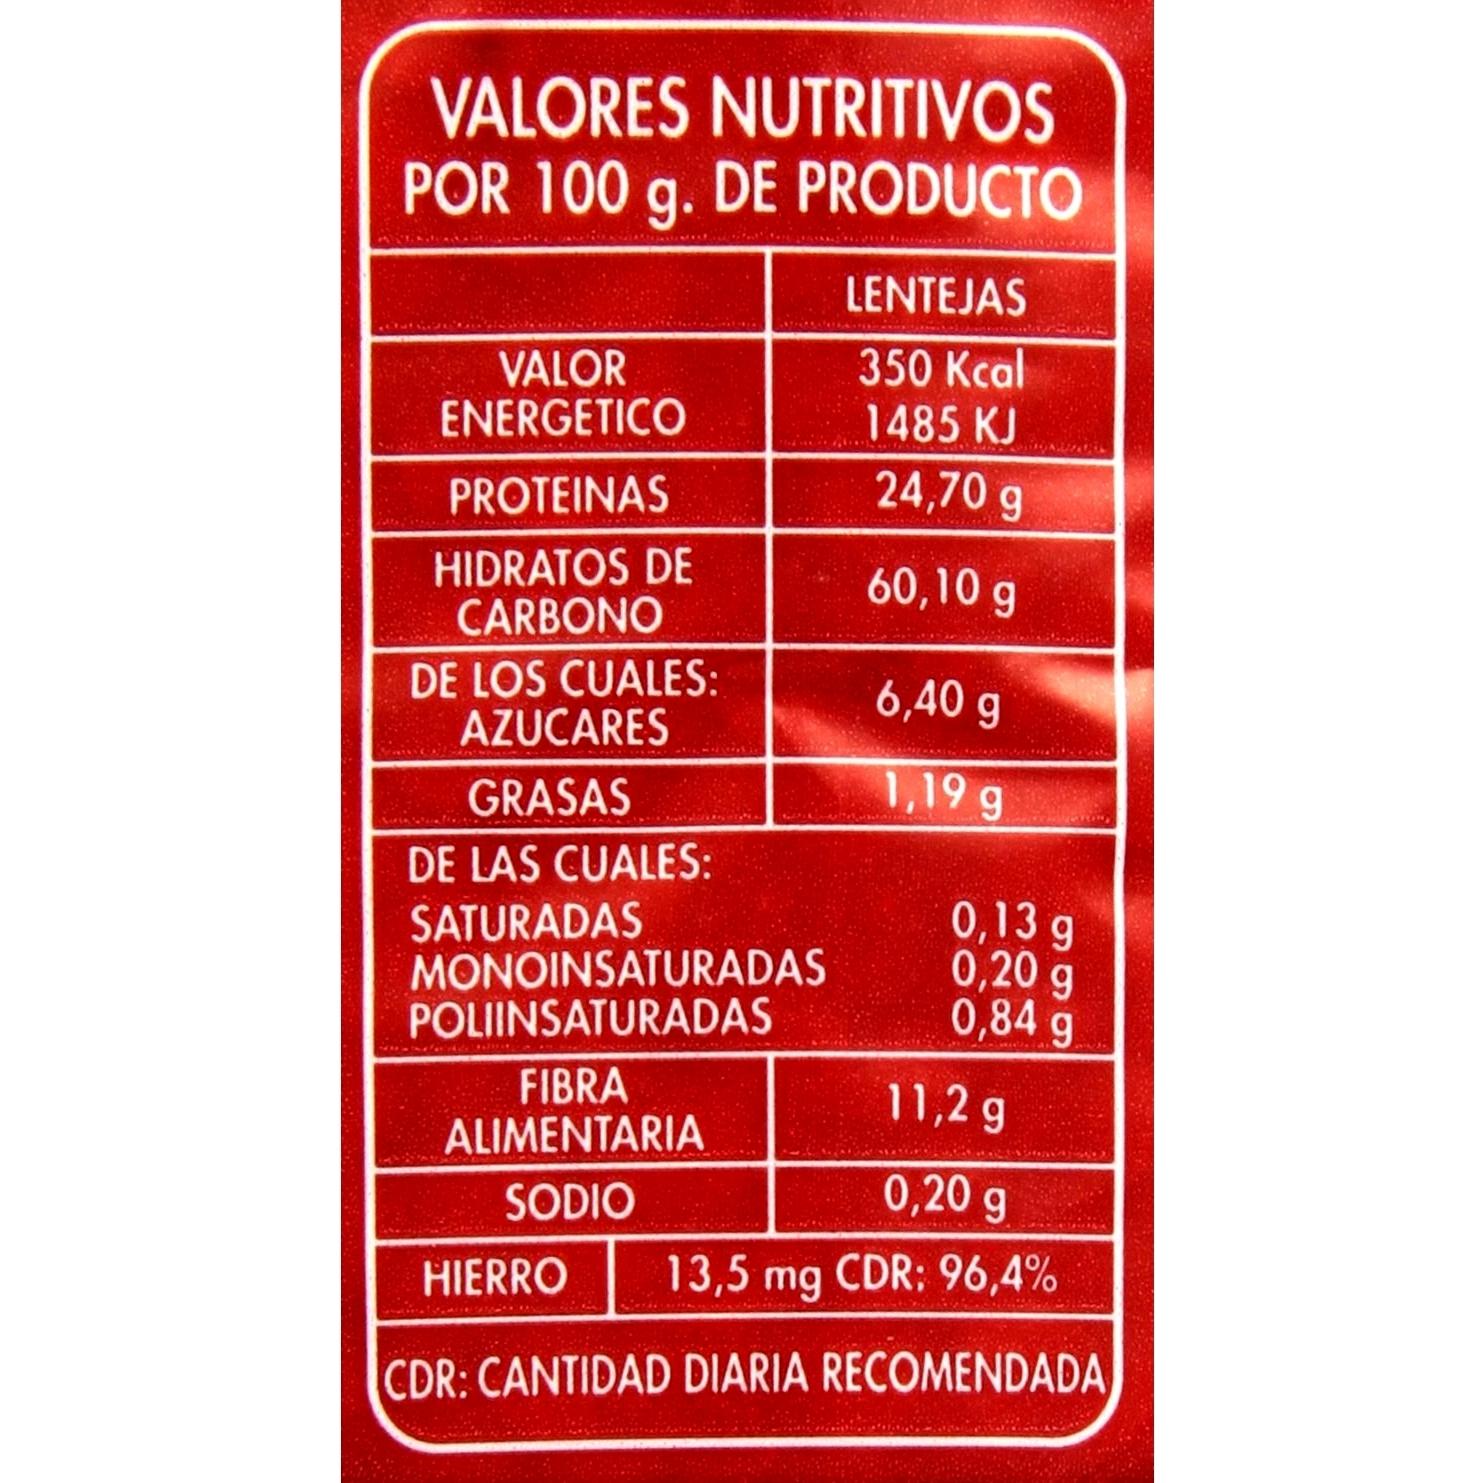 VALORES NUTRITIVOS
POR 100 g. DE PRODUCTO
LENTEJAS
VALOR
ENERGETICO
350 Kcal
1485 KJ
PROTEINAS
24,70 g
HIDRATOS DE
CARBONO
60,10 g
DE LOS CUALES:
AZUCARES
6,40 g
GRASAS
1,19 g
DE LAS CUALES:
SATURADAS 0,13 g
MONOINSATURADAS 0,20 g
POLIINSATURADAS 0,84 g
FIBRA
ALIMENTARIA
11,2 g
SODIO
0,20 g
HIERRO
13,5 mg CDR: 96,4%
CDR: CANTIDAD DIARIA RECOMENDADA